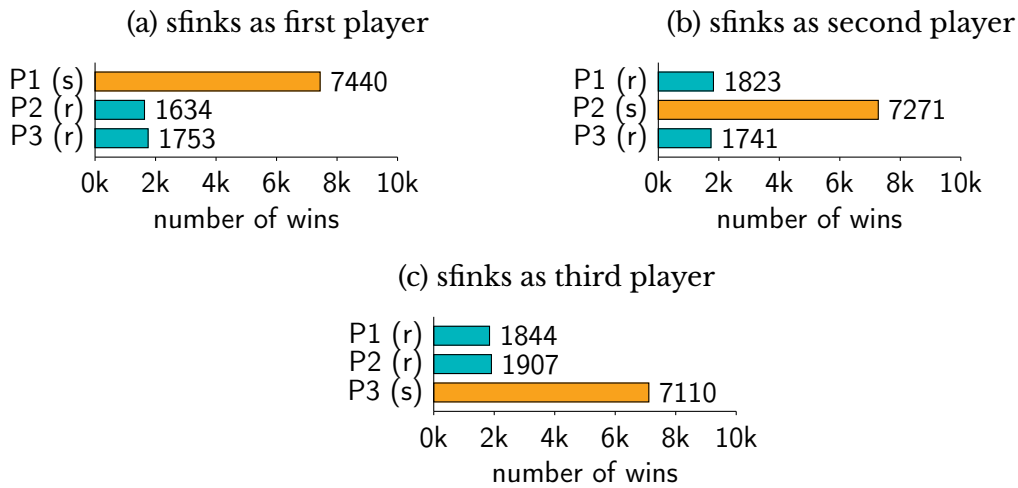 (a) sfinks as first player
P1 (s) 7440
P2 (r) 1634
P3 (r) 1753
0k 2k 4k 6k 8k 10k
number of wins
(b) sfinks as second player
P1 (r) 1823
P2 (s) 7271
P3 (r) 1741
0k 2k 4k 6k 8k 10k
number of wins
(c) sfinks as third player
P1 (r) 1844
P2 (r) 1907
P3 (s) 7110
0k 2k 4k 6k 8k 10k
number of wins